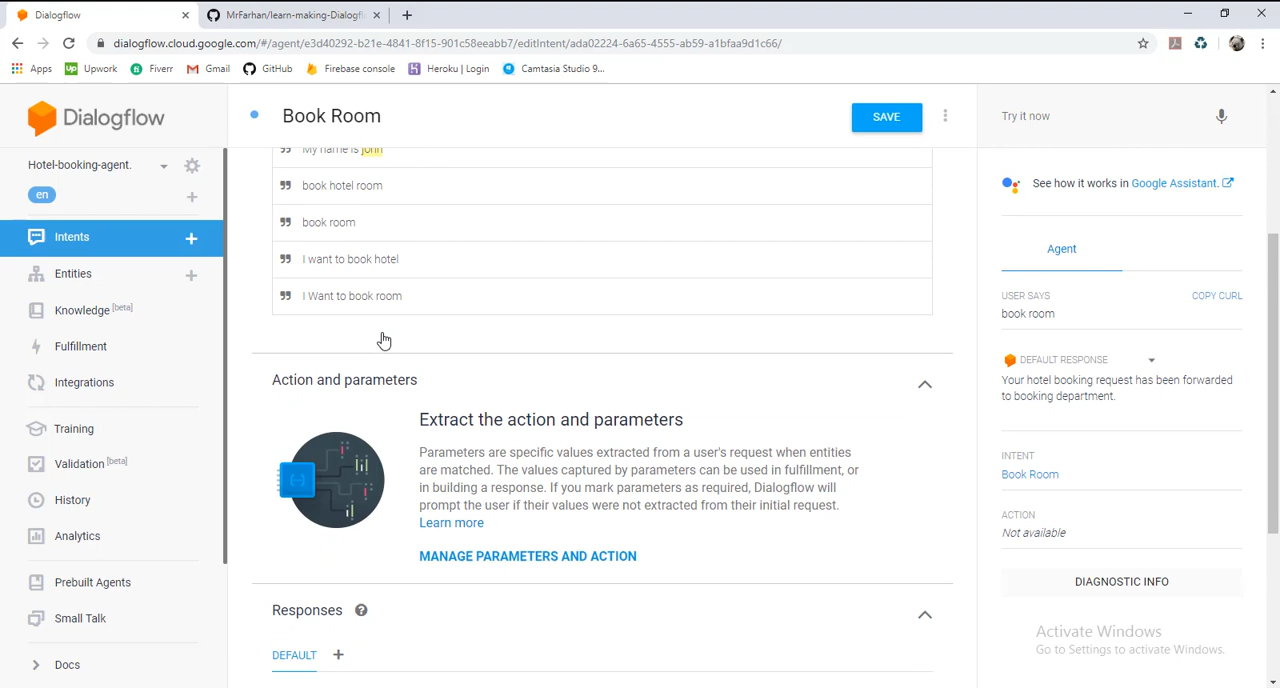 Dialogflow
MrFarhan/learn-making-Dialogfl
dialogflow.cloud.google.com/#/agent/e3d40292-b21e-4841-8f15-901c58eeabb7/editIntent/ada02224-6a65-4555-ab59-a1bfaa9d1c66/
Apps
Up Upwork
fi Fiverr
Gmail
GitHub
Firebase console
Heroku | Login
Camtasia Studio 9...
Dialogflow
Hotel-booking-agent.
en
Intents
Entities
Knowledge [beta]
Fulfillment
Integrations
Training
Validation [beta]
History
Analytics
Prebuilt Agents
Small Talk
Docs
Book Room
SAVE
My name is john
book hotel room
book room
I want to book hotel
I Want to book room
Action and parameters
Extract the action and parameters
Parameters are specific values extracted from a user's request when entities
are matched. The values captured by parameters can be used in fulfillment, or
in building a response. If you mark parameters as required, Dialogflow will
prompt the user if their values were not extracted from their initial request.
Learn more
MANAGE PARAMETERS AND ACTION
Responses ?
DEFAULT
Try it now
See how it works in Google Assistant.
Agent
USER SAYS
COPY CURL
book room
DEFAULT RESPONSE
Your hotel booking request has been forwarded
to booking department.
INTENT
Book Room
ACTION
Not available
DIAGNOSTIC INFO
Activate Windows
Go to Settings to activate Windows.